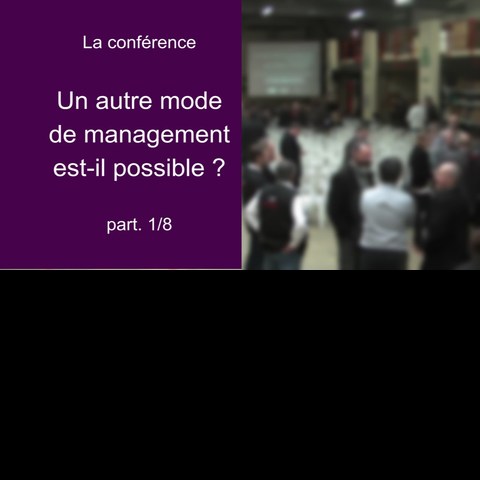 La conférence
Un autre mode
de management
est-il possible ?
part. 1/8